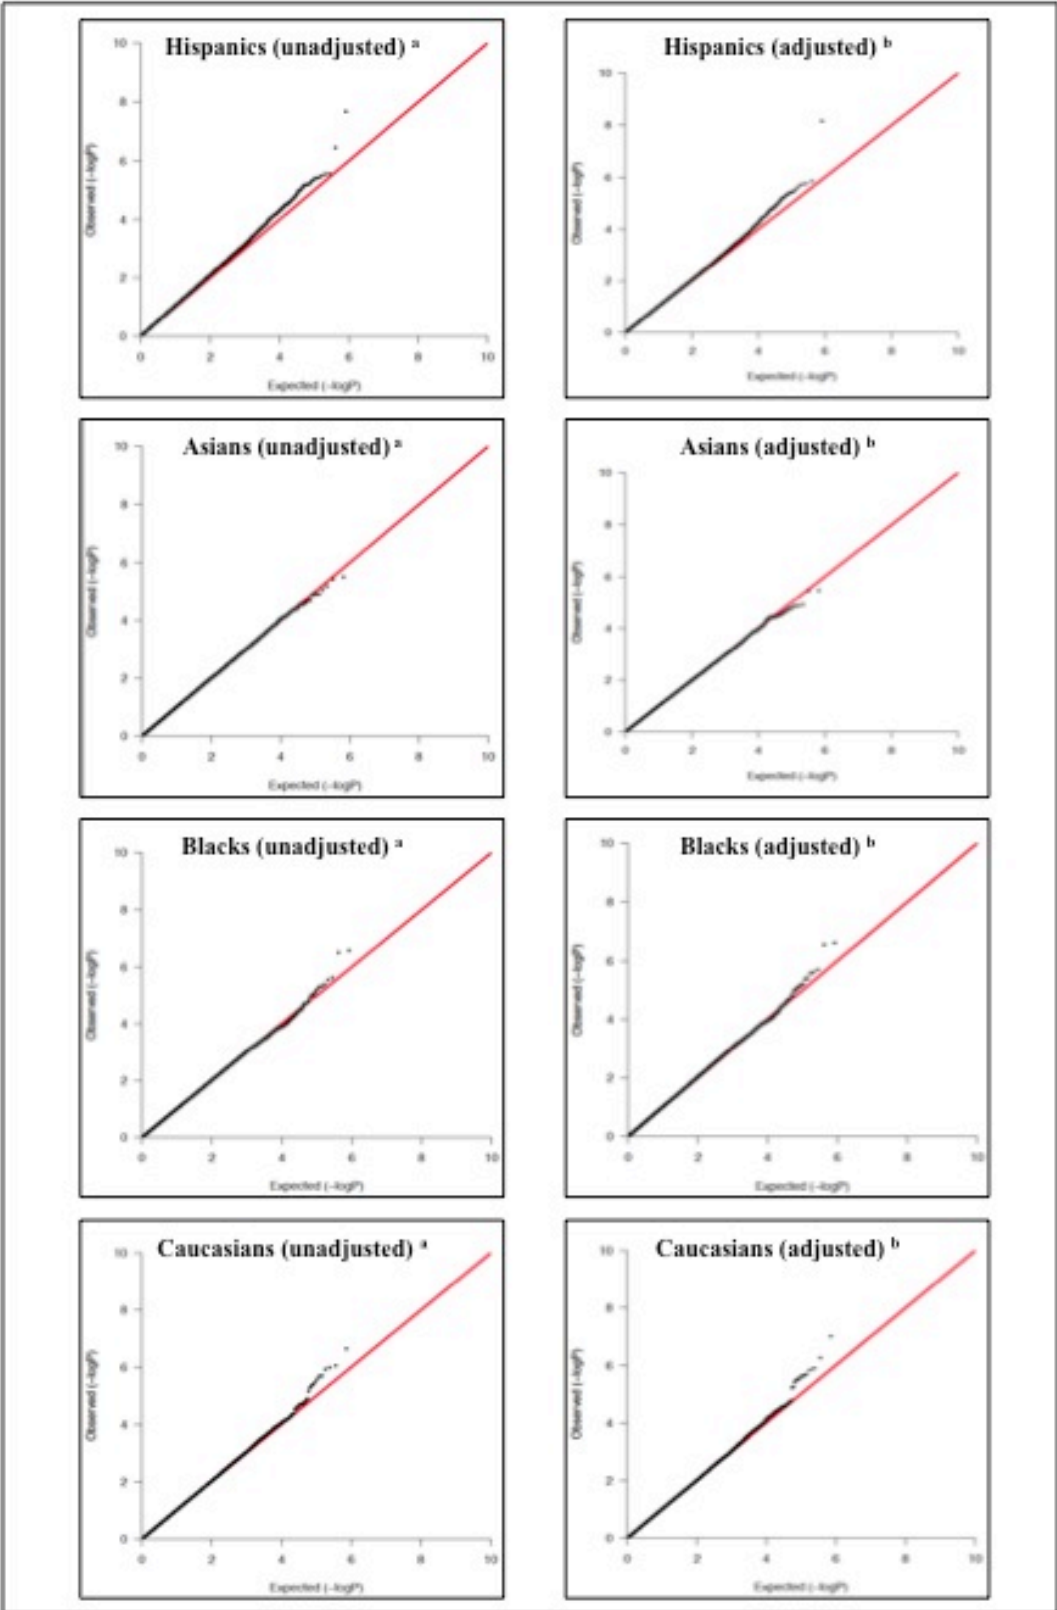 Hispanics (unadjusted) a
10
8
6
4
2
0
Observed (-logP)
0 2 4 6 8 10
Expected (-logP)
Hispanics (adjusted) b
10
8
6
4
2
0
Observed (-logP)
0 2 4 6 8 10
Expected (-logP)
Asians (unadjusted) a
10
8
6
4
2
0
Observed (-logP)
0 2 4 6 8 10
Expected (-logP)
Asians (adjusted) b
10
8
6
4
2
0
Observed (-logP)
0 2 4 6 8 10
Expected (-logP)
Blacks (unadjusted) a
10
8
6
4
2
0
Observed (-logP)
0 2 4 6 8 10
Expected (-logP)
Blacks (adjusted) b
10
8
6
4
2
0
Observed (-logP)
0 2 4 6 8 10
Expected (-logP)
Caucasians (unadjusted) a
10
8
6
4
2
0
Observed (-logP)
0 2 4 6 8 10
Expected (-logP)
Caucasians (adjusted) b
10
8
6
4
2
0
Observed (-logP)
0 2 4 6 8 10
Expected (-logP)